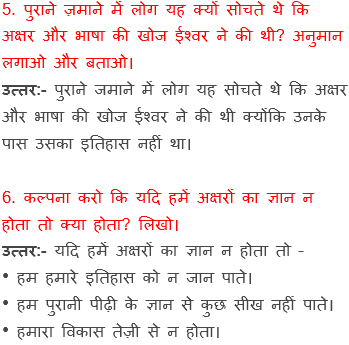 5. पुराने ज़माने में लोग यह क्यों सोचते थे कि
अक्षर और भाषा की खोज ईश्वर ने की थी? अनुमान
लगाओ और बताओ।
उत्तर:- पुराने जमाने में लोग यह सोचते थे कि अक्षर
और भाषा की खोज ईश्वर ने की थी क्योंकि उनके
पास उसका इतिहास नहीं था।
6. कल्पना करो कि यदि हमें अक्षरों का ज्ञान न
होता तो क्या होता? लिखो।
उत्तर:- यदि हमें अक्षरों का ज्ञान न होता तो -
• हम हमारे इतिहास को न जान पाते।
• हम पुरानी पीढ़ी के ज्ञान से कुछ सीख नहीं पाते।
• हमारा विकास तेज़ी से न होता।